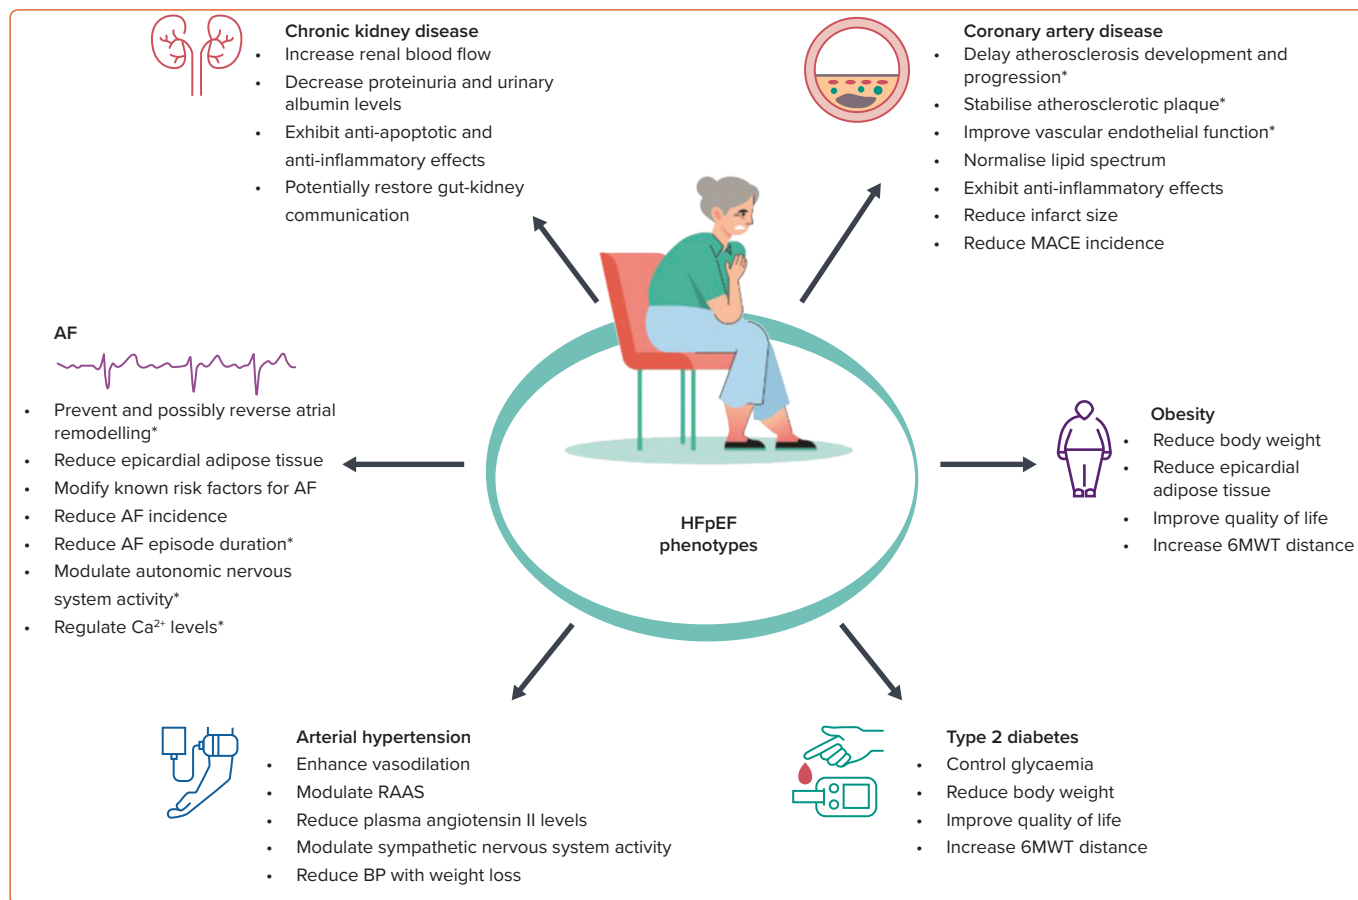 Chronic kidney disease
• Increase renal blood flow
• Decrease proteinuria and urinary
albumin levels
• Exhibit anti-apoptotic and
anti-inflammatory effects
• Potentially restore gut-kidney
communication
Coronary artery disease
• Delay atherosclerosis development and
progression*
• Stabilise atherosclerotic plaque*
• Improve vascular endothelial function*
• Normalise lipid spectrum
• Exhibit anti-inflammatory effects
• Reduce infarct size
• Reduce MACE incidence
AF
• Prevent and possibly reverse atrial
remodelling*
• Reduce epicardial adipose tissue
• Modify known risk factors for AF
• Reduce AF incidence
• Reduce AF episode duration*
• Modulate autonomic nervous
system activity*
• Regulate Ca²⁺ levels*
HFpEF
phenotypes
Obesity
• Reduce body weight
• Reduce epicardial
adipose tissue
• Improve quality of life
• Increase 6MWT distance
Arterial hypertension
• Enhance vasodilation
• Modulate RAAS
• Reduce plasma angiotensin II levels
• Modulate sympathetic nervous system activity
• Reduce BP with weight loss
Type 2 diabetes
• Control glycaemia
• Reduce body weight
• Improve quality of life
• Increase 6MWT distance